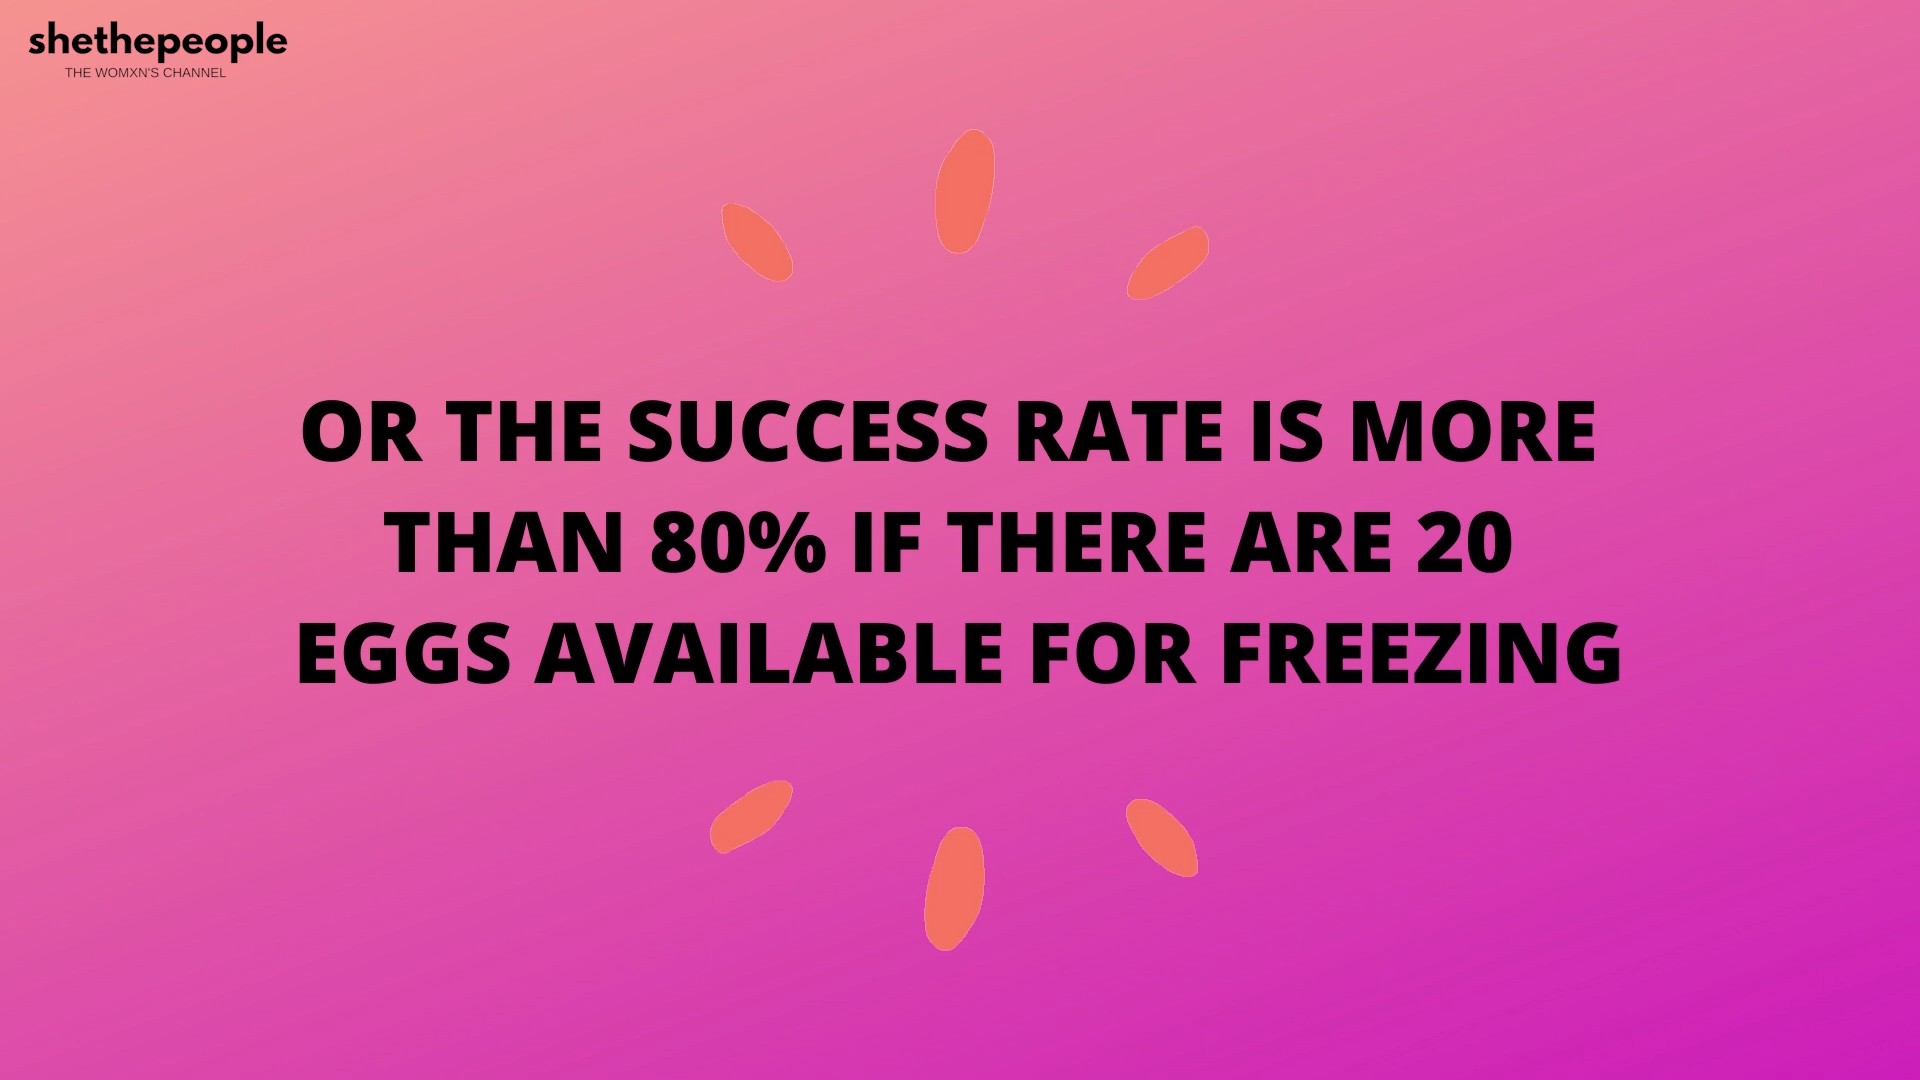 shethepeople
THE WOMXN'S CHANNEL
OR THE SUCCESS RATE IS MORE
THAN 80% IF THERE ARE 20
EGGS AVAILABLE FOR FREEZING